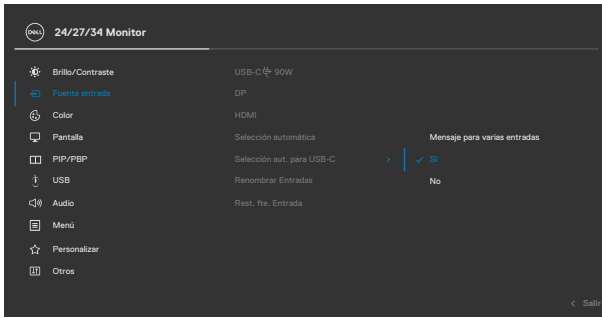 DELL
24/27/34 Monitor
Brillo/Contraste
USB-C 90W
Fuente entrada
DP
Color
HDMI
Pantalla
Selección automática
Mensaje para varias entradas
PIP/PBP
Selección aut. para USB-C
Sí
USB
Renombrar Entradas
No
Audio
Rest. fte. Entrada
Menú
Personalizar
Otros
Salir